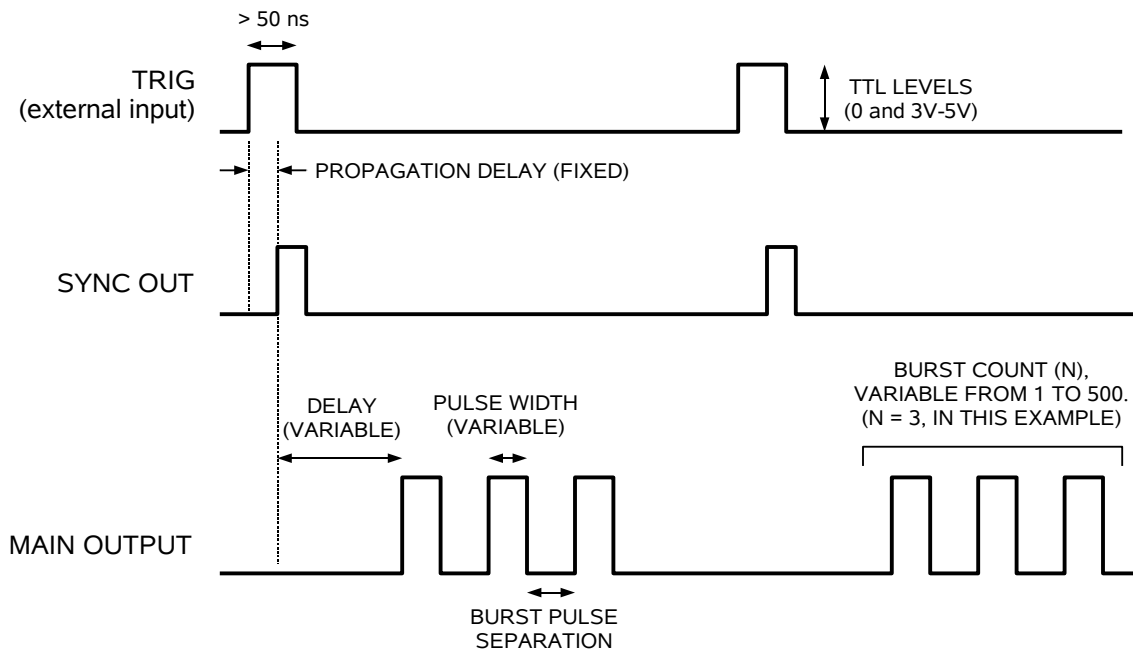 > 50 ns
TRIG
(external input)
TTL LEVELS
(0 and 3V-5V)
PROPAGATION DELAY (FIXED)
SYNC OUT
BURST COUNT (N),
VARIABLE FROM 1 TO 500.
(N = 3, IN THIS EXAMPLE)
DELAY
(VARIABLE)
PULSE WIDTH
(VARIABLE)
MAIN OUTPUT
BURST PULSE
SEPARATION